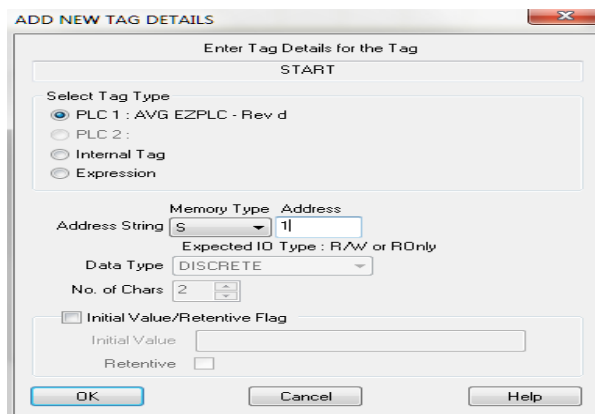 ADD NEW TAG DETAILS
Enter Tag Details for the Tag
START
Select Tag Type
PLC 1 : AVG EZPLC - Rev d
PLC 2 :
Internal Tag
Expression
Memory Type Address
Address String S 1
Expected IO Type : R/W or ROnly
Data Type DISCRETE
No. of Chars 2
Initial Value/Retentive Flag
Initial Value
Retentive
OK Cancel Help